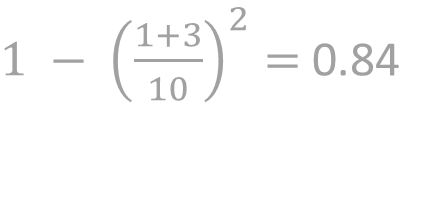 1 − ((1+3)/10)² = 0.84